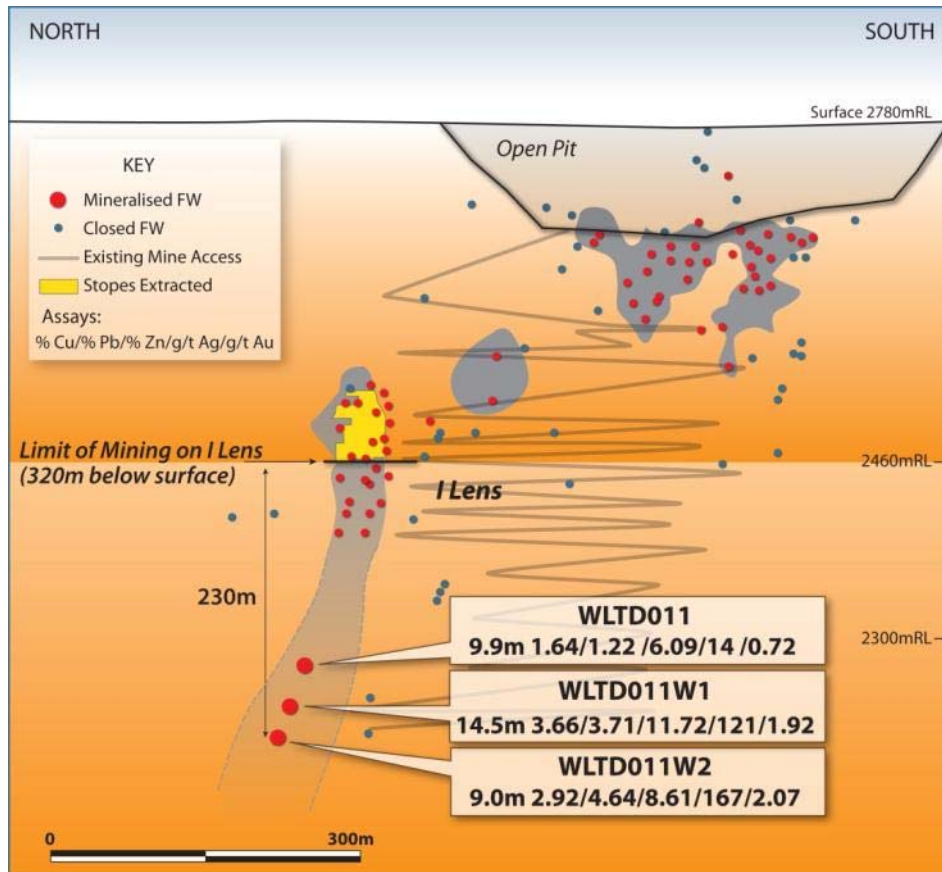 NORTH
SOUTH
Surface 2780mRL
Open Pit
KEY
Mineralised FW
Closed FW
Existing Mine Access
Stopes Extracted
Assays:
% Cu/% Pb/% Zn/g/t Ag/g/t Au
Limit of Mining on I Lens
(320m below surface)
2460mRL
I Lens
230m
WLTD011
9.9m 1.64/1.22 /6.09/14 /0.72
2300mRL
WLTD011W1
14.5m 3.66/3.71/11.72/121/1.92
WLTD011W2
9.0m 2.92/4.64/8.61/167/2.07
0
300m